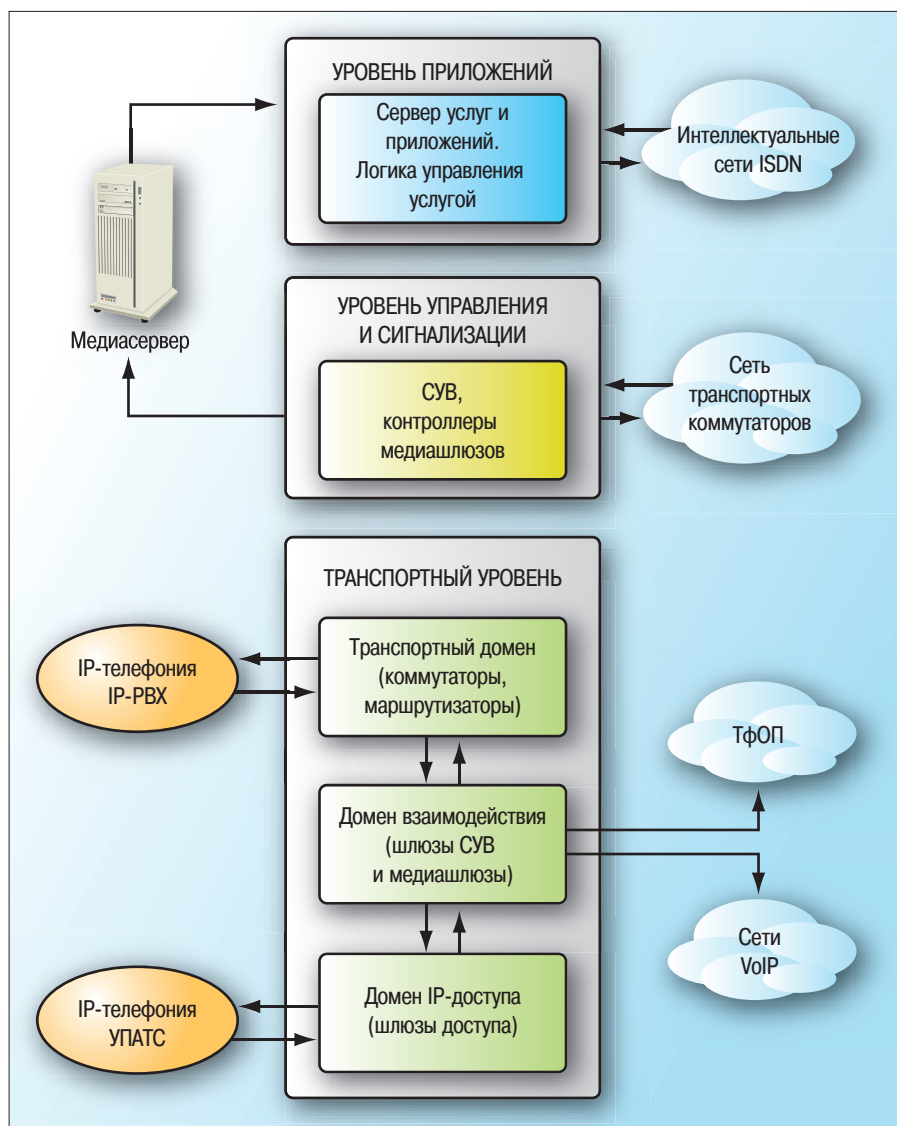 УРОВЕНЬ ПРИЛОЖЕНИЙ
Сервер услуг и
приложений.
Логика управления
услугой
Интеллектуальные
сети ISDN
Медиасервер
УРОВЕНЬ УПРАВЛЕНИЯ
И СИГНАЛИЗАЦИИ
СУВ,
контроллеры
медиашлюзов
Сеть
транспортных
коммутаторов
ТРАНСПОРТНЫЙ УРОВЕНЬ
IP-телефония
IP-PBX
Транспортный домен
(коммутаторы,
маршрутизаторы)
ТфОП
Домен взаимодействия
(шлюзы СУВ
и медиашлюзы)
Сети
VoIP
IP-телефония
УПАТС
Домен IP-доступа
(шлюзы доступа)